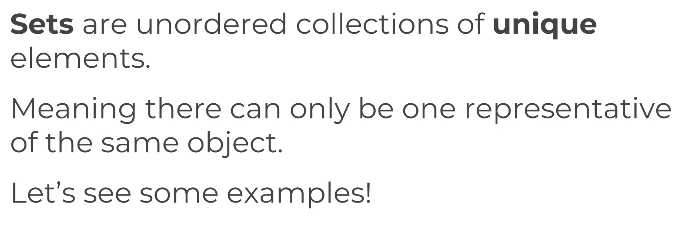 Sets are unordered collections of unique
elements.
Meaning there can only be one representative
of the same object.
Let's see some examples!